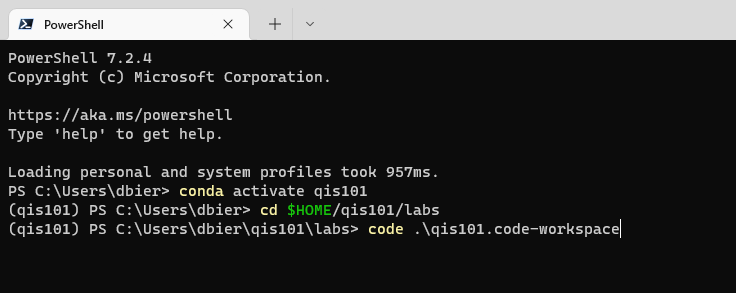 PowerShell
PowerShell 7.2.4
Copyright (c) Microsoft Corporation.
https://aka.ms/powershell
Type 'help' to get help.
Loading personal and system profiles took 957ms.
PS C:\Users\dbier> conda activate qis101
(qis101) PS C:\Users\dbier> cd $HOME/qis101/labs
(qis101) PS C:\Users\dbier\qis101\labs> code .\qis101.code-workspace